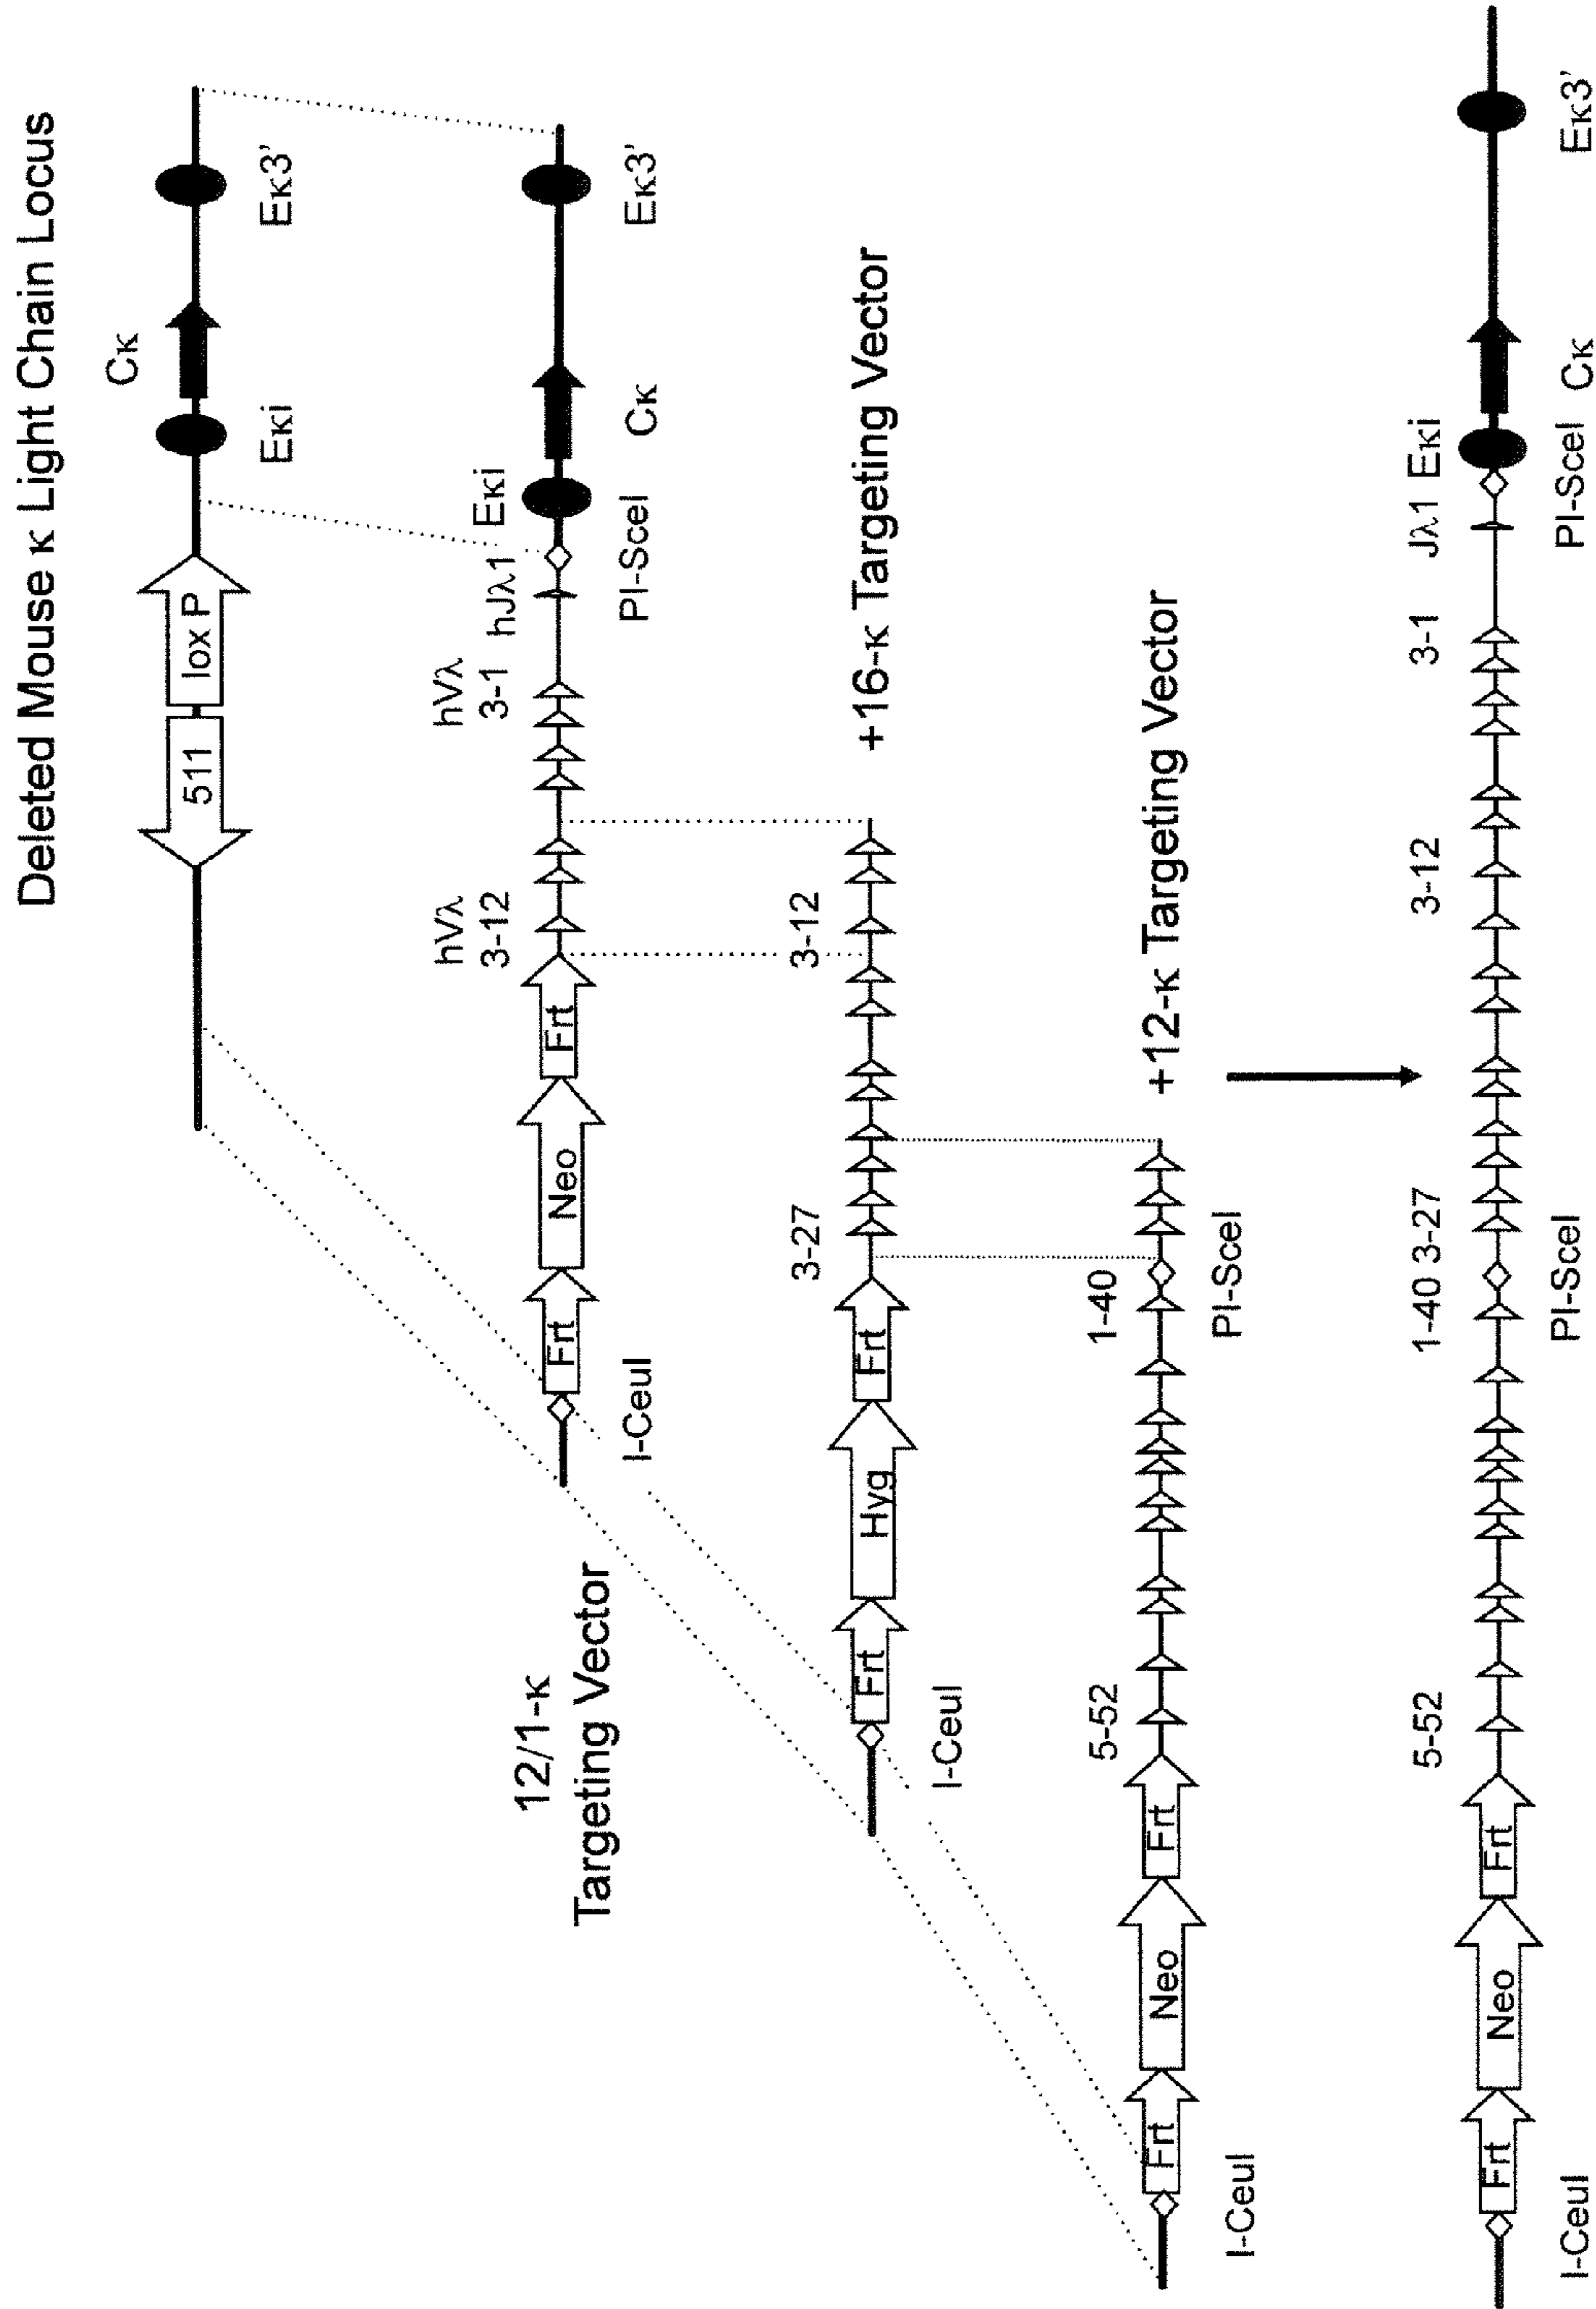 Deleted Mouse κ Light Chain Locus
511 lox P Cκ
Eκi Eκ3'
12/1-κ
Targeting Vector
hVλ hVλ
3-12 3-1 hJλ1 Eκi
Frt Neo Frt
I-CeuI PI-SceI Cκ Eκ3'
+16-κ Targeting Vector
3-27 3-12
Frt Hyg Frt
I-CeuI
+12-κ Targeting Vector
5-52 1-40
Frt Neo Frt
I-CeuI PI-SceI
5-52 1-40 3-27 3-12 3-1 Jλ1 Eκi
Frt Neo Frt
I-CeuI PI-SceI PI-SceI Cκ Eκ3'